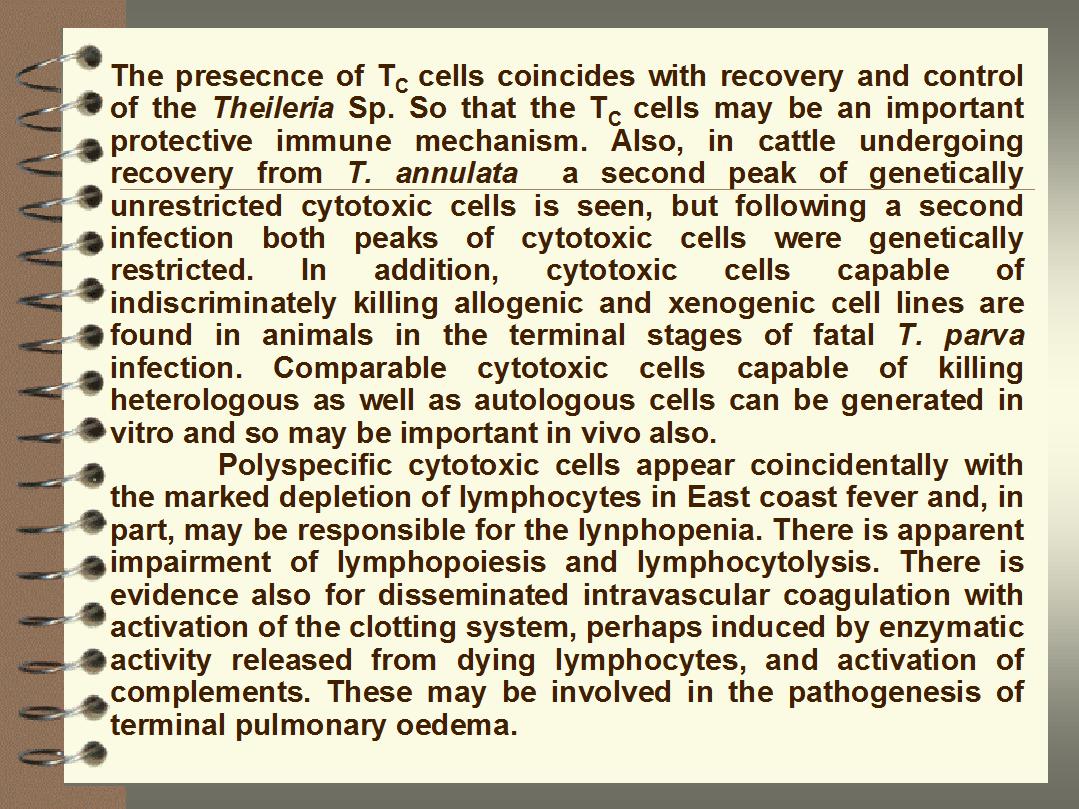 The presecnce of TC cells coincides with recovery and control
of the Theileria Sp. So that the TC cells may be an important
protective immune mechanism. Also, in cattle undergoing
recovery from T. annulata a second peak of genetically
unrestricted cytotoxic cells is seen, but following a second
infection both peaks of cytotoxic cells were genetically
restricted. In addition, cytotoxic cells capable of
indiscriminately killing allogenic and xenogenic cell lines are
found in animals in the terminal stages of fatal T. parva
infection. Comparable cytotoxic cells capable of killing
heterologous as well as autologous cells can be generated in
vitro and so may be important in vivo also.
Polyspecific cytotoxic cells appear coincidentally with
the marked depletion of lymphocytes in East coast fever and, in
part, may be responsible for the lynphopenia. There is apparent
impairment of lymphopoiesis and lymphocytolysis. There is
evidence also for disseminated intravascular coagulation with
activation of the clotting system, perhaps induced by enzymatic
activity released from dying lymphocytes, and activation of
complements. These may be involved in the pathogenesis of
terminal pulmonary oedema.